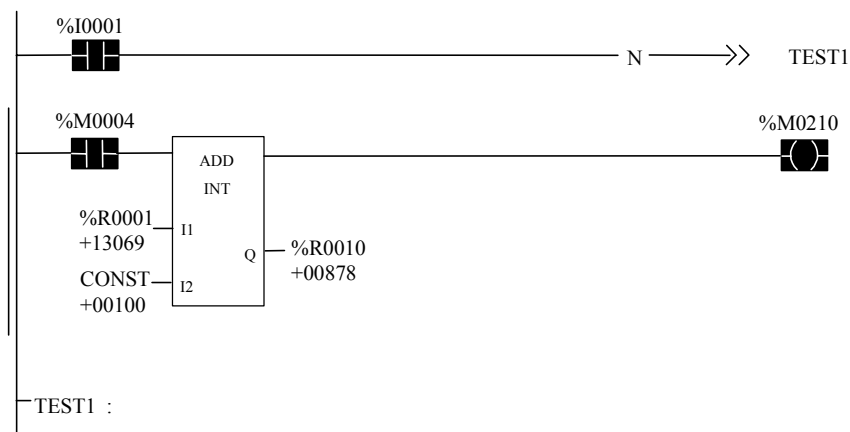 %I0001
N TEST1
%M0004 %M0210
ADD
INT
%R0001 I1
+13069
Q %R0010
+00878
CONST I2
+00100
TEST1 :